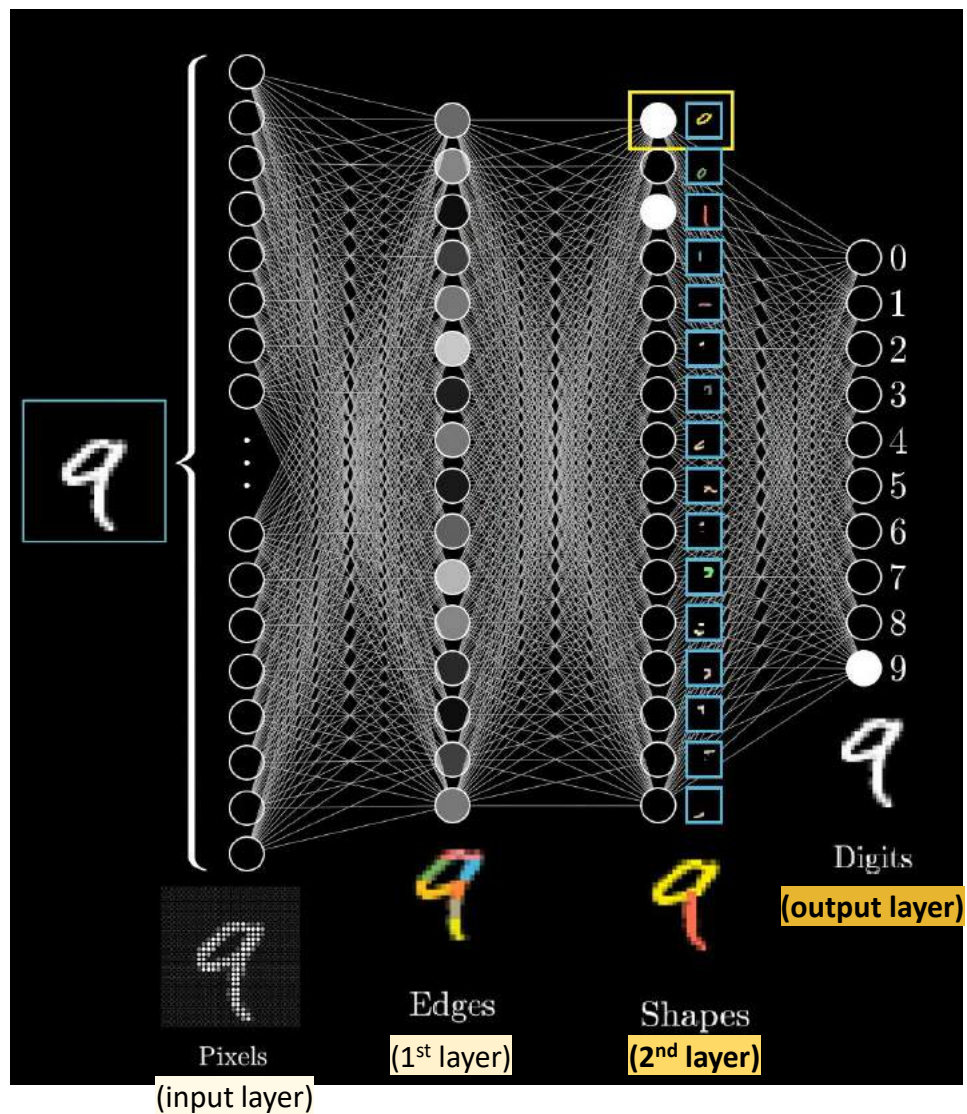 0
1
2
3
4
5
6
7
8
9
Pixels
(input layer)
Edges
(1st layer)
Shapes
(2nd layer)
Digits
(output layer)